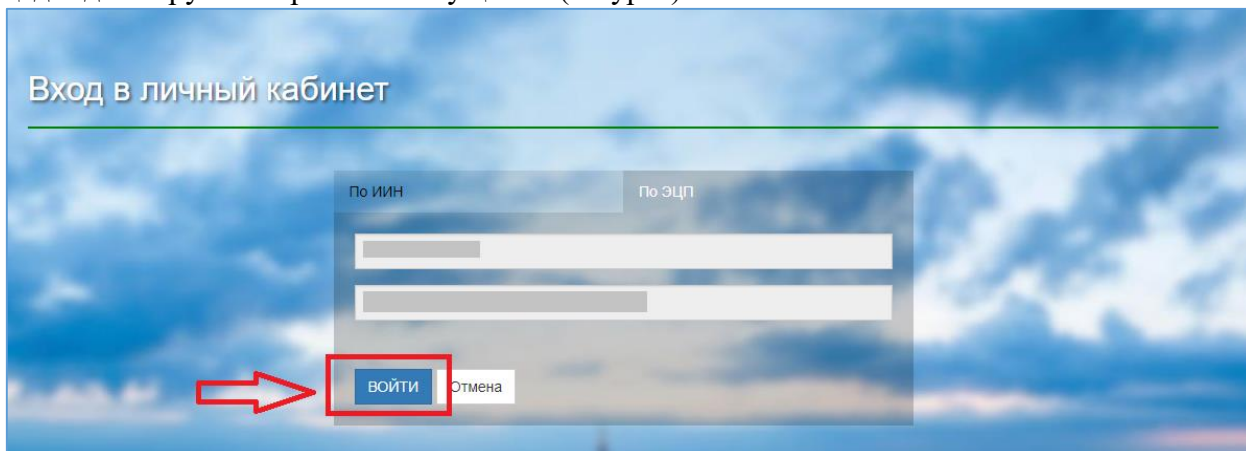 Вход в личный кабинет
По ИИН
По ЭЦП
ВОЙТИ
Отмена